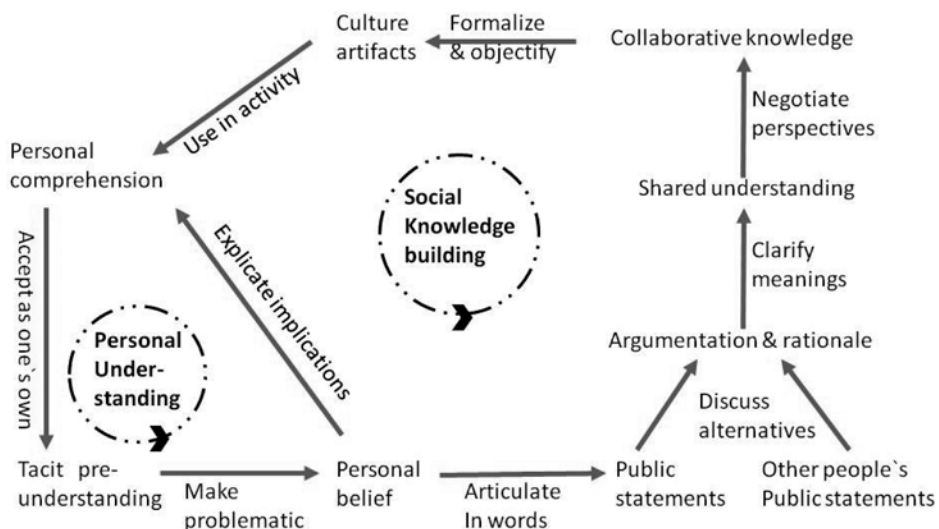 Culture
artifacts
Formalize
& objectify
Collaborative knowledge
Use in activity
Negotiate
perspectives
Personal
comprehension
Social
Knowledge
building
Shared understanding
Accept as one`s own
Explicate implications
Clarify
meanings
Personal
Under-
standing
Argumentation & rationale
Discuss
alternatives
Tacit pre-
understanding
Make
problematic
Personal
belief
Articulate
In words
Public
statements
Other people`s
Public statements